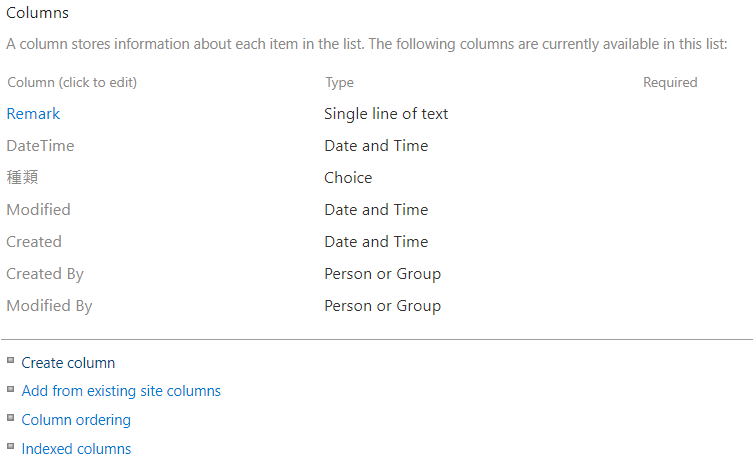 Columns
A column stores information about each item in the list. The following columns are currently available in this list:
Column (click to edit) Type Required
Remark Single line of text
DateTime Date and Time
種類 Choice
Modified Date and Time
Created Date and Time
Created By Person or Group
Modified By Person or Group
Create column
Add from existing site columns
Column ordering
Indexed columns